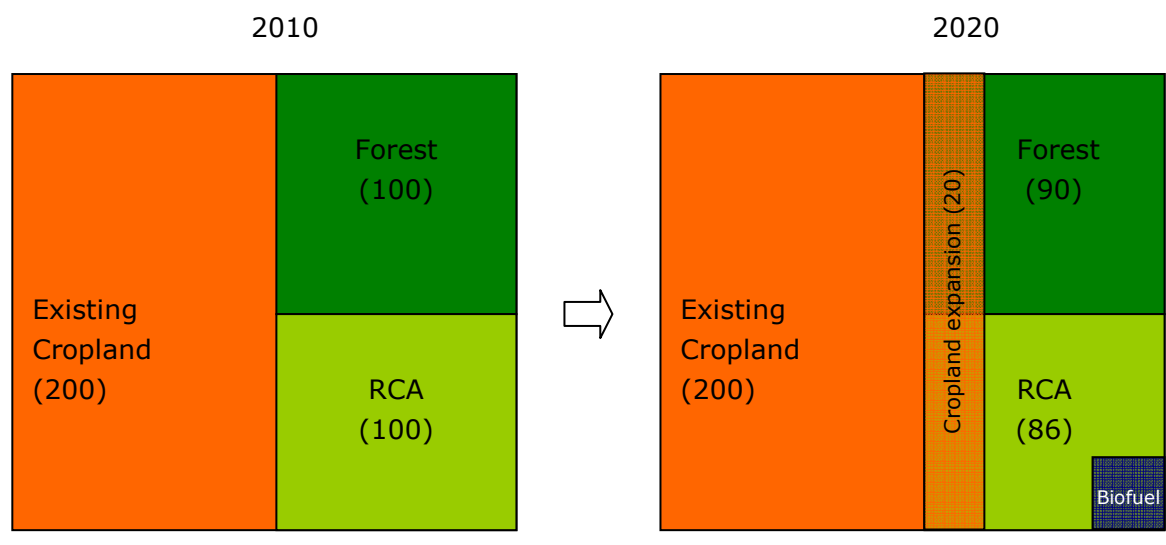 2010
Forest
(100)
Existing
Cropland
(200)
RCA
(100)
2020
Existing
Cropland
(200)
Cropland expansion (20)
Forest
(90)
RCA
(86)
Biofuel